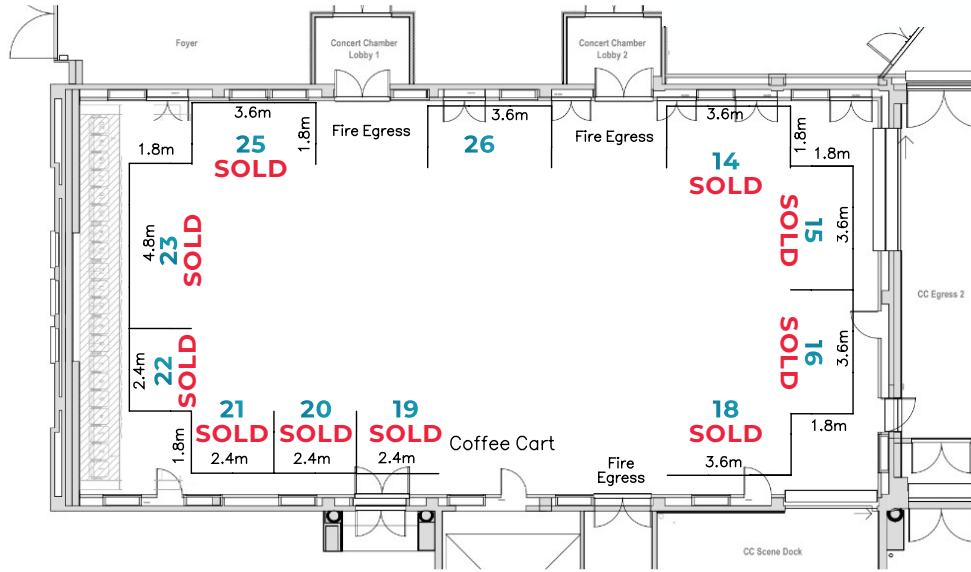 Foyer
Concert Chamber
Lobby 1
Concert Chamber
Lobby 2
3.6m
3.6m
3.6m
Fire Egress
Fire Egress
1.8m
1.8m
1.8m
1.8m
25
SOLD
26
14
SOLD
4.8m
23
SOLD
SOLD
15
3.6m
CC Egress 2
2.4m
22
SOLD
SOLD
16
3.6m
21
SOLD
2.4m
20
SOLD
2.4m
19
SOLD
2.4m
1.8m
Coffee Cart
18
SOLD
3.6m
1.8m
Fire
Egress
CC Scene Dock